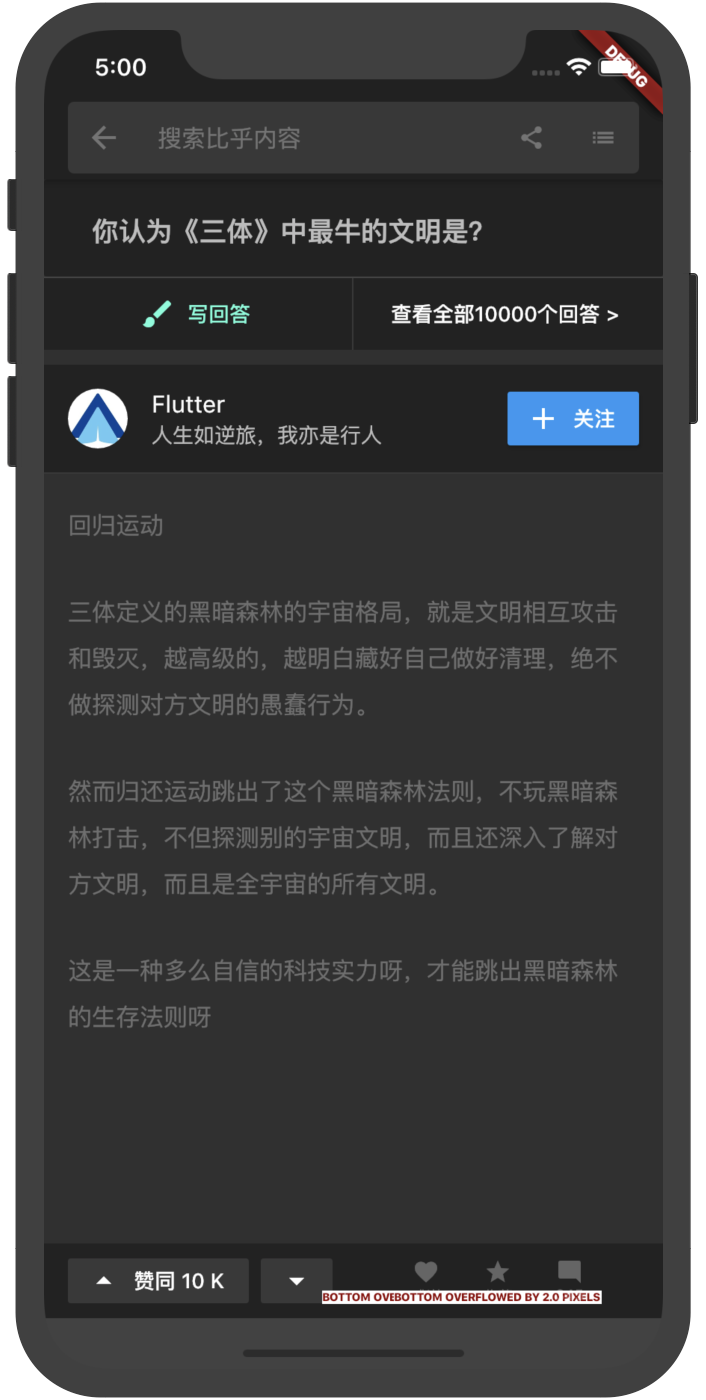 5:00
DEBUG
搜索比乎内容
你认为《三体》中最牛的文明是?
写回答
查看全部10000个回答 >
Flutter
人生如逆旅，我亦是行人
关注
回归运动
三体定义的黑暗森林的宇宙格局，就是文明相互攻击
和毁灭，越高级的，越明白藏好自己做好清理，绝不
做探测对方文明的愚蠢行为。
然而归还运动跳出了这个黑暗森林法则，不玩黑暗森
林打击，不但探测别的宇宙文明，而且还深入了解对
方文明，而且是全宇宙的所有文明。
这是一种多么自信的科技实力呀，才能跳出黑暗森林
的生存法则呀
赞同 10 K
BOTTOM OVEBOTTOM OVERFLOWED BY 2.0 PIXELS